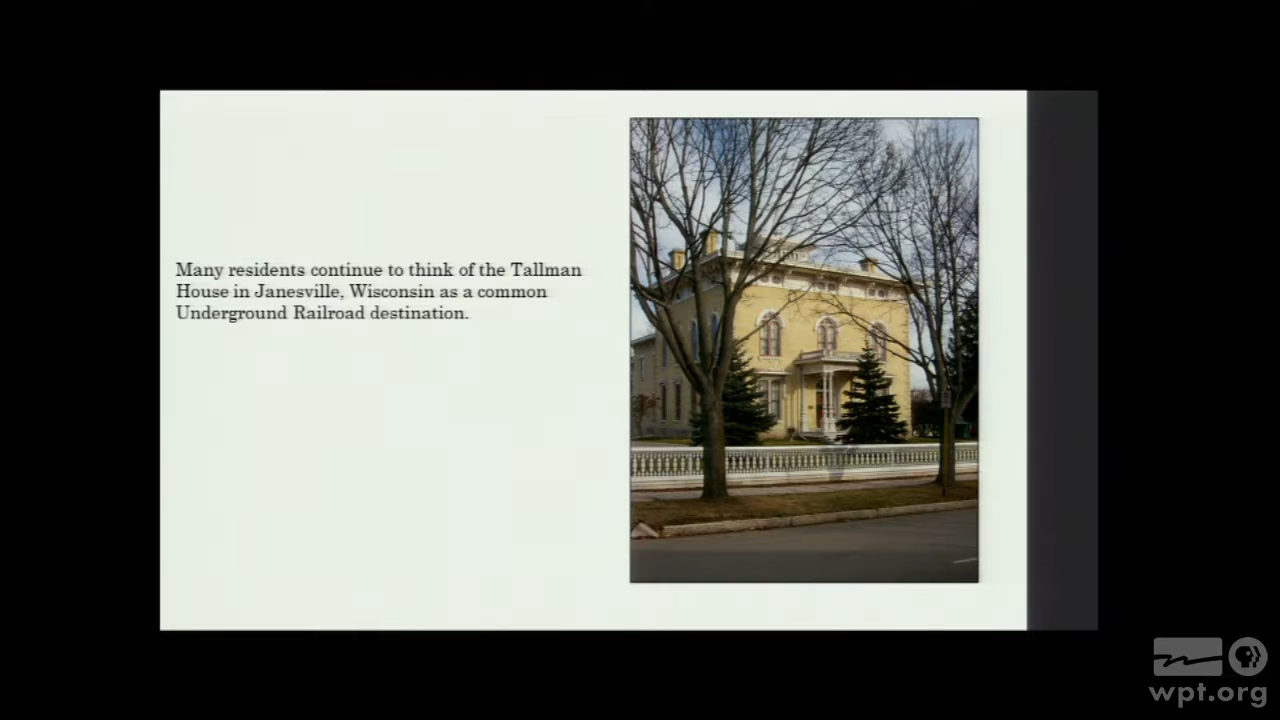 Many residents continue to think of the Tallman
House in Janesville, Wisconsin as a common
Underground Railroad destination.
wpt.org